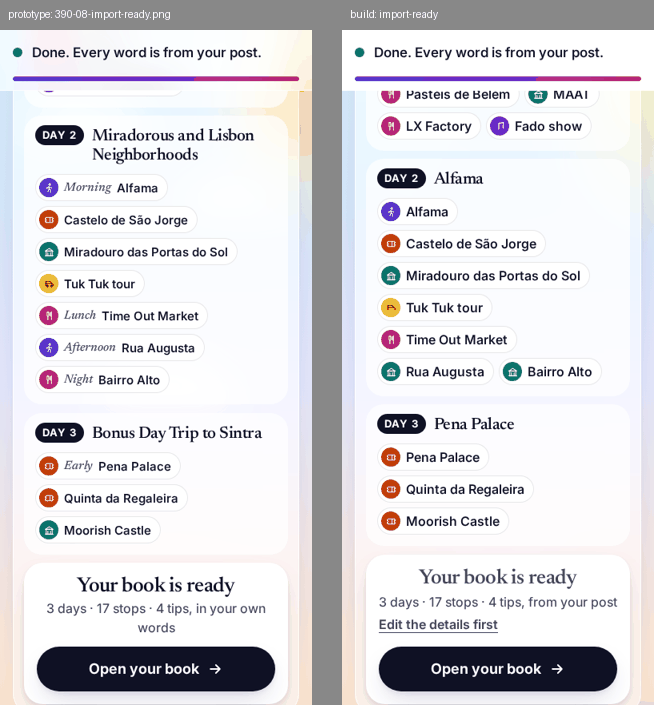 prototype: 390-08-import-ready.png
Done. Every word is from your post.
DAY 2 Miradorous and Lisbon
Neighborhoods
Morning Alfama
Castelo de São Jorge
Miradouro das Portas do Sol
Tuk Tuk tour
Lunch Time Out Market
Afternoon Rua Augusta
Night Bairro Alto
DAY 3 Bonus Day Trip to Sintra
Early Pena Palace
Quinta da Regaleira
Moorish Castle
Your book is ready
3 days · 17 stops · 4 tips, in your own
words
Open your book →
build: import-ready
Done. Every word is from your post.
Pasteis de Belem MAAT
LX Factory Fado show
DAY 2 Alfama
Alfama
Castelo de São Jorge
Miradouro das Portas do Sol
Tuk Tuk tour
Time Out Market
Rua Augusta Bairro Alto
DAY 3 Pena Palace
Pena Palace
Quinta da Regaleira
Moorish Castle
Your book is ready
3 days · 17 stops · 4 tips, from your post
Edit the details first
Open your book →